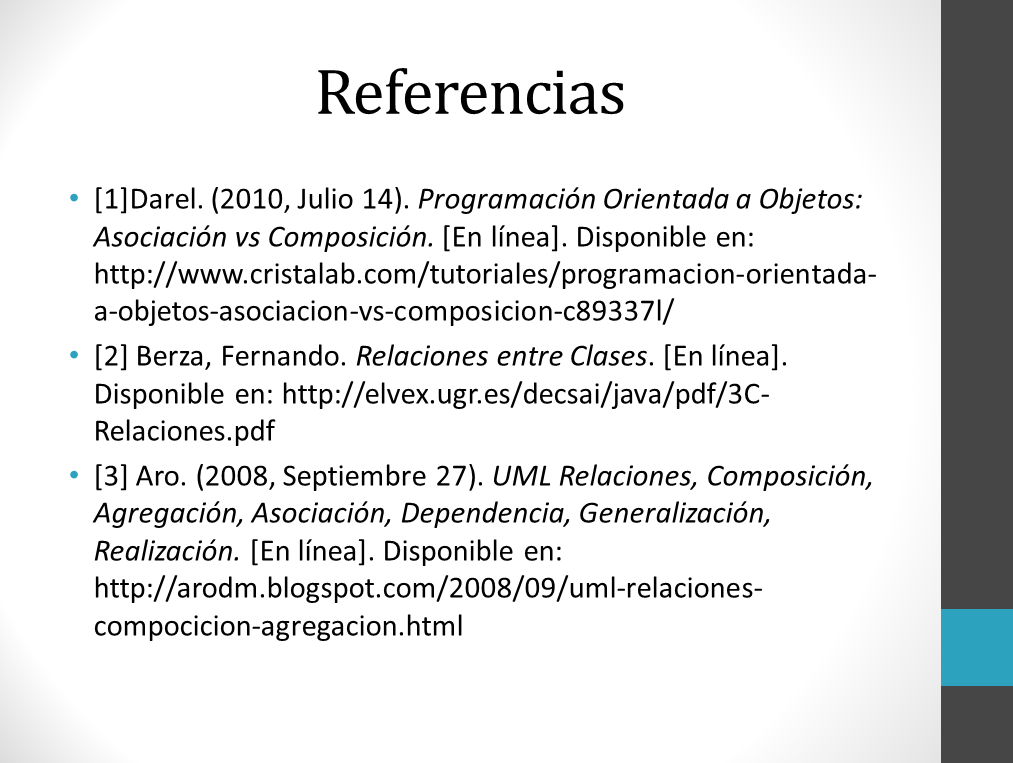 Referencias
• [1]Darel. (2010, Julio 14). Programación Orientada a Objetos:
Asociación vs Composición. [En línea]. Disponible en:
http://www.cristalab.com/tutoriales/programacion-orientada-
a-objetos-asociacion-vs-composicion-c89337l/
• [2] Berza, Fernando. Relaciones entre Clases. [En línea].
Disponible en: http://elvex.ugr.es/decsai/java/pdf/3C-
Relaciones.pdf
• [3] Aro. (2008, Septiembre 27). UML Relaciones, Composición,
Agregación, Asociación, Dependencia, Generalización,
Realización. [En línea]. Disponible en:
http://arodm.blogspot.com/2008/09/uml-relaciones-
compocicion-agregacion.html